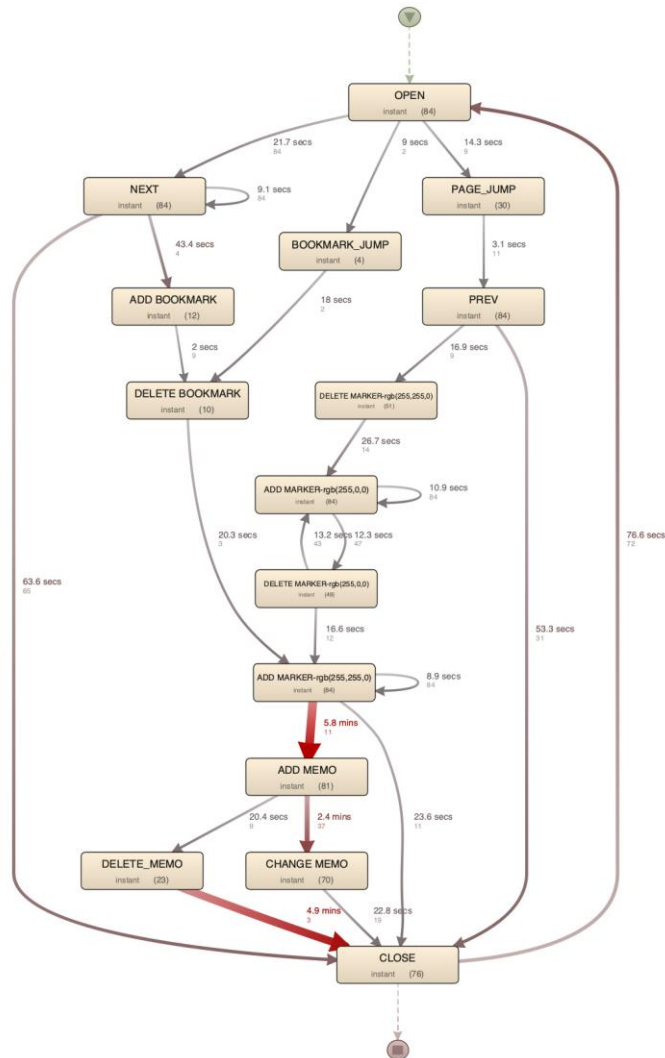 OPEN
instant (84)
21.7 secs
84
9 secs
2
14.3 secs
9
NEXT
instant (84)
9.1 secs
84
PAGE_JUMP
instant (30)
43.4 secs
4
BOOKMARK_JUMP
instant (4)
3.1 secs
11
ADD BOOKMARK
instant (12)
18 secs
2
PREV
instant (84)
2 secs
9
16.9 secs
9
DELETE BOOKMARK
instant (10)
DELETE MARKER-rgb(255,255,0)
instant (51)
26.7 secs
14
ADD MARKER-rgb(255,0,0)
instant (84)
10.9 secs
84
20.3 secs
3
13.2 secs
43
12.3 secs
47
76.6 secs
72
63.6 secs
65
DELETE MARKER-rgb(255,0,0)
instant (49)
16.6 secs
12
53.3 secs
31
ADD MARKER-rgb(255,255,0)
instant (84)
8.9 secs
84
5.8 mins
11
ADD MEMO
instant (81)
20.4 secs
8
2.4 mins
37
23.6 secs
11
DELETE_MEMO
instant (23)
CHANGE MEMO
instant (70)
4.9 mins
3
22.8 secs
19
CLOSE
instant (76)